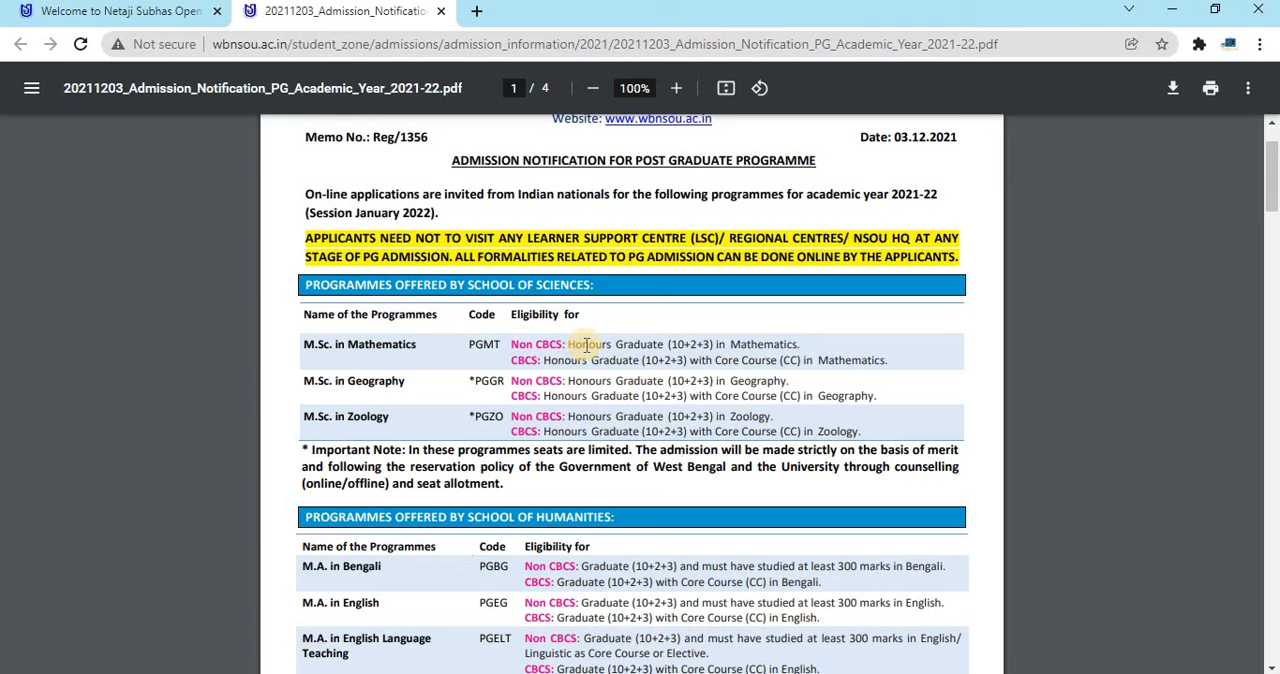 Welcome to Netaji Subhas Open
20211203_Admission_Notificatio
Not secure
wbnsou.ac.in/student_zone/admissions/admission_information/2021/20211203_Admission_Notification_PG_Academic_Year_2021-22.pdf
20211203_Admission_Notification_PG_Academic_Year_2021-22.pdf
1 / 4
100%
Website: www.wbnsou.ac.in
Memo No.: Reg/1356 Date: 03.12.2021
ADMISSION NOTIFICATION FOR POST GRADUATE PROGRAMME
On-line applications are invited from Indian nationals for the following programmes for academic year 2021-22
(Session January 2022).
APPLICANTS NEED NOT TO VISIT ANY LEARNER SUPPORT CENTRE (LSC)/ REGIONAL CENTRES/ NSOU HQ AT ANY
STAGE OF PG ADMISSION. ALL FORMALITIES RELATED TO PG ADMISSION CAN BE DONE ONLINE BY THE APPLICANTS.
PROGRAMMES OFFERED BY SCHOOL OF SCIENCES:
Name of the Programmes Code Eligibility for
M.Sc. in Mathematics PGMT Non CBCS: Honours Graduate (10+2+3) in Mathematics.
CBCS: Honours Graduate (10+2+3) with Core Course (CC) in Mathematics.
M.Sc. in Geography *PGGR Non CBCS: Honours Graduate (10+2+3) in Geography.
CBCS: Honours Graduate (10+2+3) with Core Course (CC) in Geography.
M.Sc. in Zoology *PGZO Non CBCS: Honours Graduate (10+2+3) in Zoology.
CBCS: Honours Graduate (10+2+3) with Core Course (CC) in Zoology.
* Important Note: In these programmes seats are limited. The admission will be made strictly on the basis of merit
and following the reservation policy of the Government of West Bengal and the University through counselling
(online/offline) and seat allotment.
PROGRAMMES OFFERED BY SCHOOL OF HUMANITIES:
Name of the Programmes Code Eligibility for
M.A. in Bengali PGBG Non CBCS: Graduate (10+2+3) and must have studied at least 300 marks in Bengali.
CBCS: Graduate (10+2+3) with Core Course (CC) in Bengali.
M.A. in English PGEG Non CBCS: Graduate (10+2+3) and must have studied at least 300 marks in English.
CBCS: Graduate (10+2+3) with Core Course (CC) in English.
M.A. in English Language PGELT Non CBCS: Graduate (10+2+3) and must have studied at least 300 marks in English/
Teaching Linguistic as Core Course or Elective.
CBCS: Graduate (10+2+3) with Core Course (CC) in English.